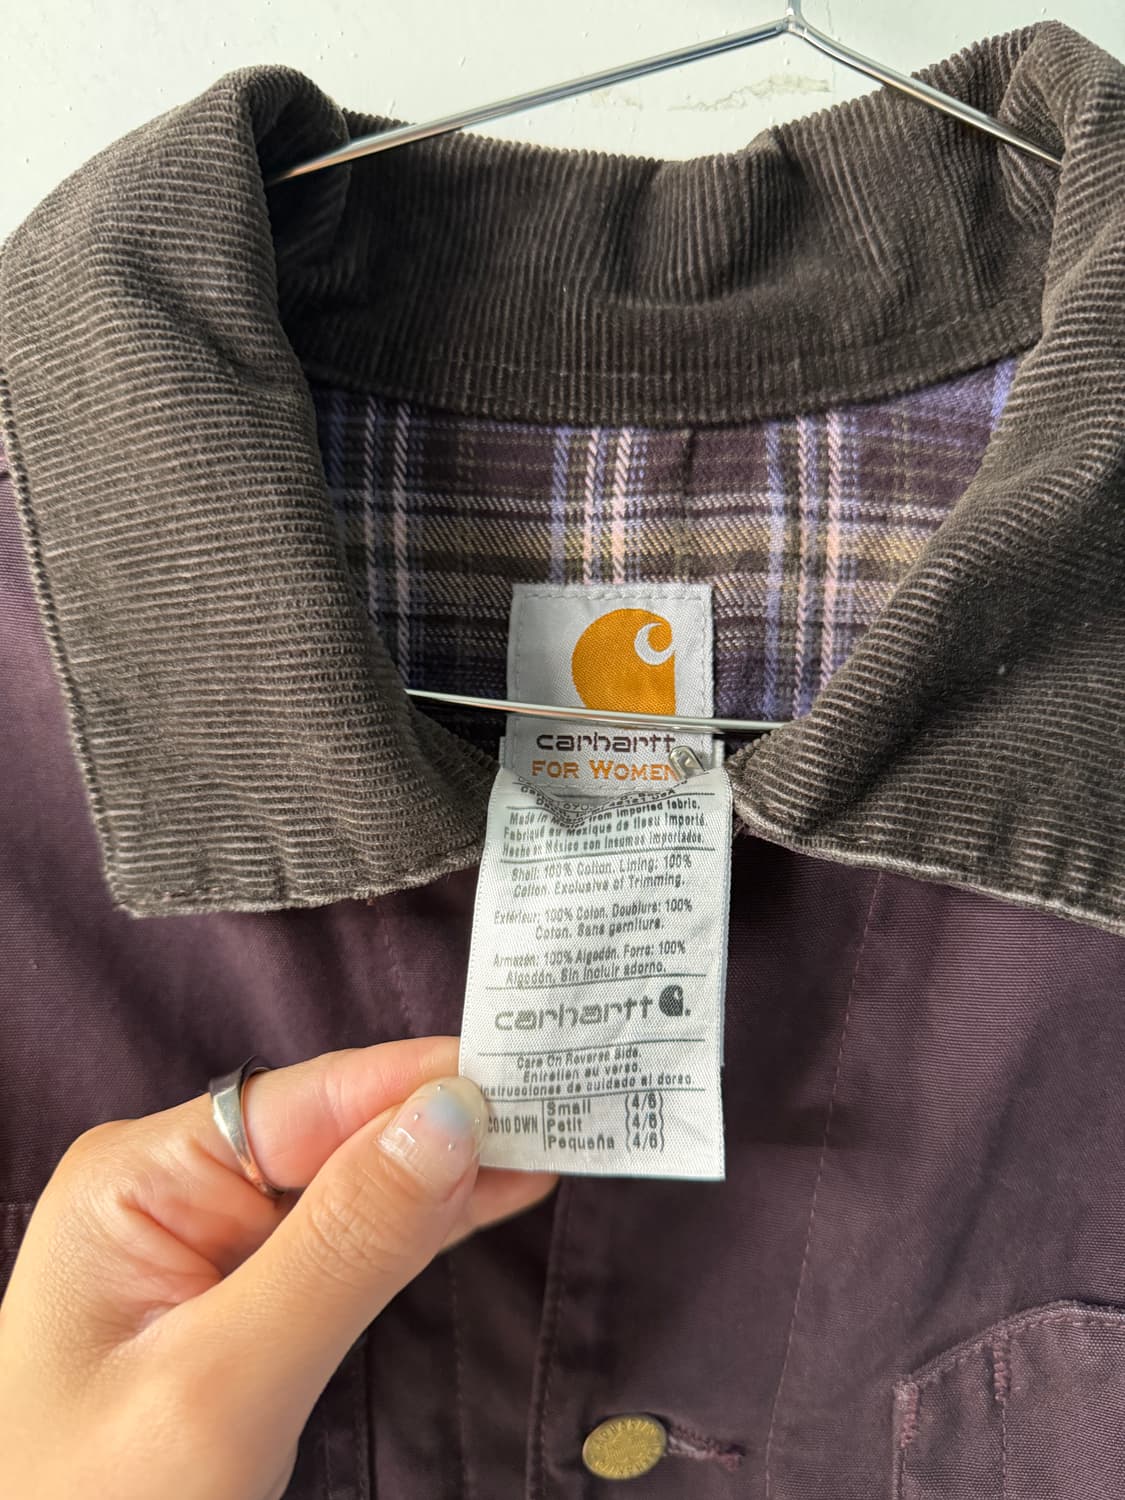 carhartt
FOR WOMEN
Made in from imported fabric.
Fabriqué au Mexique de tissu importé.
Hecho en México con insumos importados.
Shell: 100% Cotton. Lining: 100%
Cotton. Exclusive of Trimming.
Extérieur: 100% Coton. Doublure: 100%
Coton. Sans garniture.
Armazón: 100% Algodón. Forro: 100%
Algodón. Sin incluir adorno.
carhartt
Care On Reverse Side.
Entretien au verso.
Instrucciones de cuidado al dorso.
C010 DWN
Small (4/6)
Petit (4/6)
Pequeña (4/6)